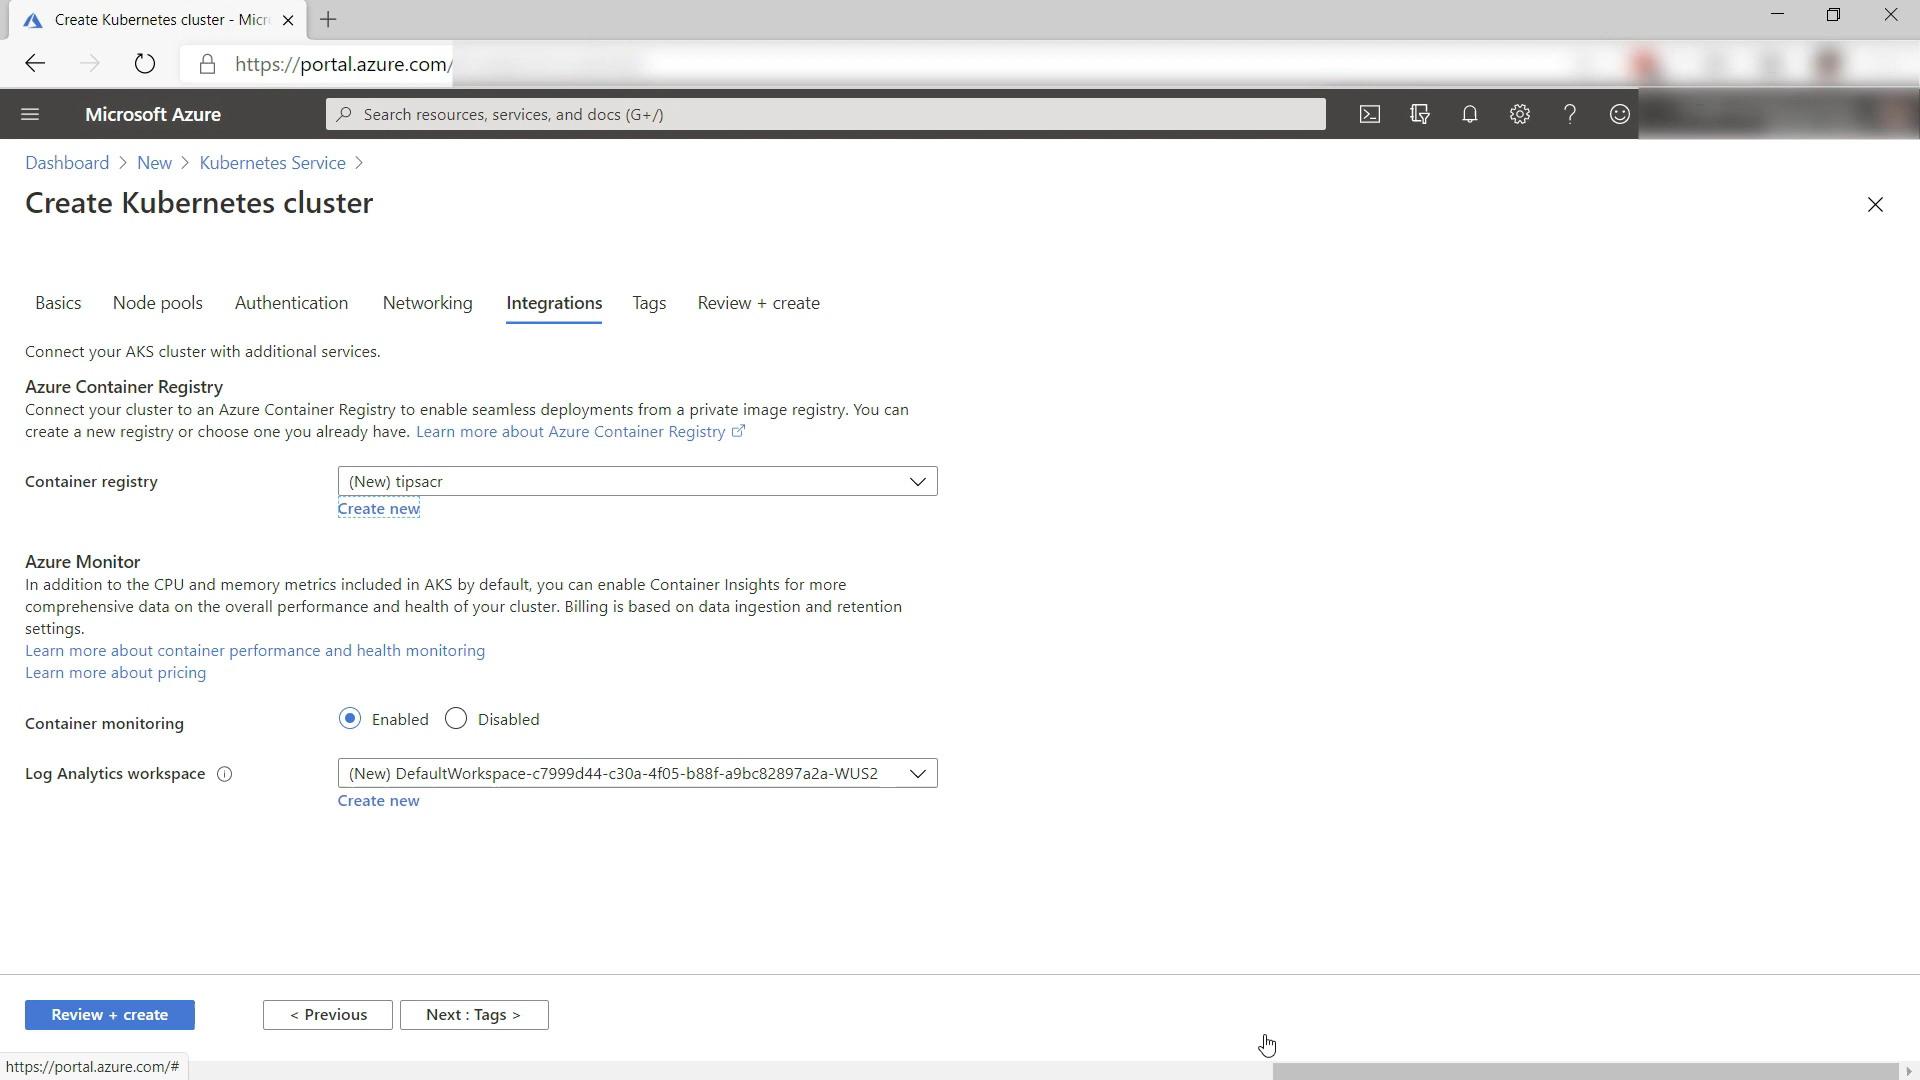 Create Kubernetes cluster - Micr
https://portal.azure.com/
Microsoft Azure
Search resources, services, and docs (G+/)
Dashboard > New > Kubernetes Service >
Create Kubernetes cluster
Basics Node pools Authentication Networking Integrations Tags Review + create
Connect your AKS cluster with additional services.
Azure Container Registry
Connect your cluster to an Azure Container Registry to enable seamless deployments from a private image registry. You can
create a new registry or choose one you already have. Learn more about Azure Container Registry
Container registry (New) tipsacr
Create new
Azure Monitor
In addition to the CPU and memory metrics included in AKS by default, you can enable Container Insights for more
comprehensive data on the overall performance and health of your cluster. Billing is based on data ingestion and retention
settings.
Learn more about container performance and health monitoring
Learn more about pricing
Container monitoring Enabled Disabled
Log Analytics workspace (New) DefaultWorkspace-c7999d44-c30a-4f05-b88f-a9bc82897a2a-WUS2
Create new
Review + create < Previous Next : Tags >
https://portal.azure.com/#